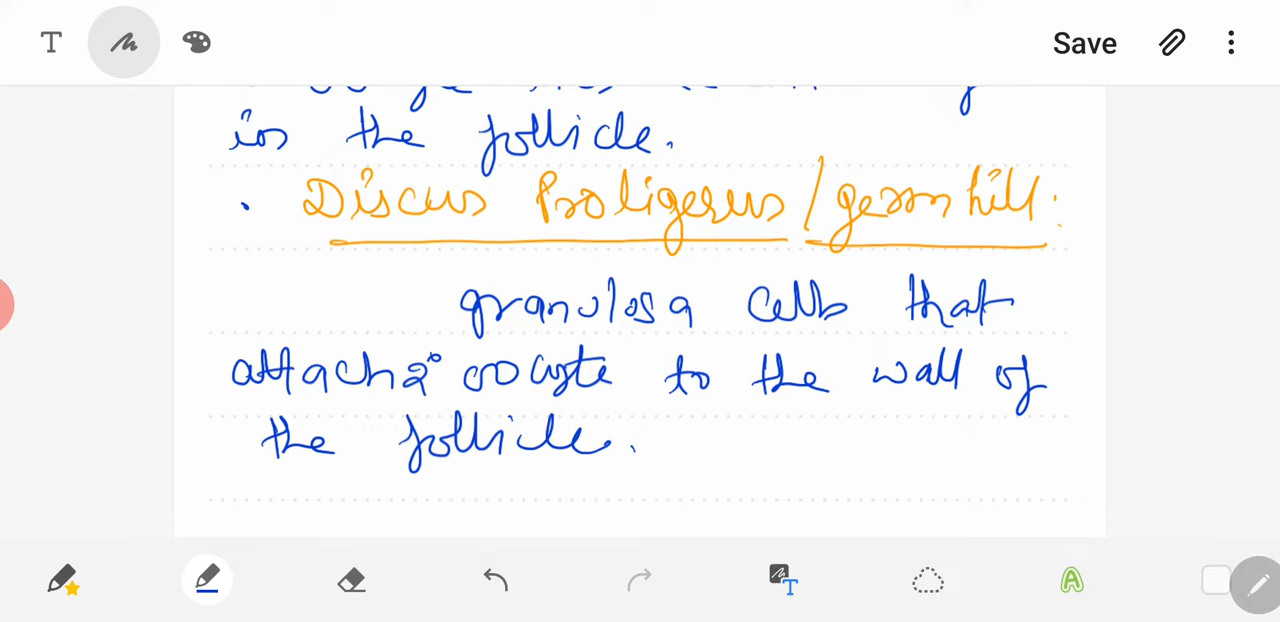 T Save
in the follicle.
. Discus Proligerus / germ hill:
granulosa cells that
attach 2° oocyte to the wall of
the follicle.
T
A